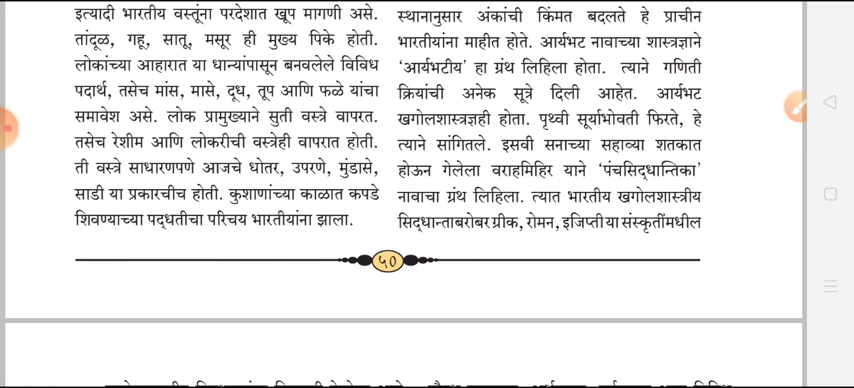 इत्यादी भारतीय वस्तूंना परदेशात खूप मागणी असे.
तांदूळ, गहू, सातू, मसूर ही मुख्य पिके होती.
लोकांच्या आहारात या धान्यांपासून बनवलेले विविध
पदार्थ, तसेच मांस, मासे, दूध, तूप आणि फळे यांचा
समावेश असे. लोक प्रामुख्याने सुती वस्त्रे वापरत.
तसेच रेशीम आणि लोकरीची वस्त्रेही वापरात होती.
ती वस्त्रे साधारणपणे आजचे धोतर, उपरणे, मुंडासे,
साडी या प्रकारचीच होती. कुशाणांच्या काळात कपडे
शिवण्याच्या पद्धतीचा परिचय भारतीयांना झाला.
स्थानानुसार अंकांची किंमत बदलते हे प्राचीन
भारतीयांना माहीत होते. आर्यभट नावाच्या शास्त्रज्ञाने
‘आर्यभटीय’ हा ग्रंथ लिहिला होता. त्याने गणिती
क्रियांची अनेक सूत्रे दिली आहेत. आर्यभट
खगोलशास्त्रज्ञही होता. पृथ्वी सूर्याभोवती फिरते, हे
त्याने सांगितले. इसवी सनाच्या सहाव्या शतकात
होऊन गेलेला वराहमिहिर याने ‘पंचसिद्धान्तिका’
नावाचा ग्रंथ लिहिला. त्यात भारतीय खगोलशास्त्रीय
सिद्धान्ताबरोबर ग्रीक, रोमन, इजिप्ती या संस्कृतींमधील
५०